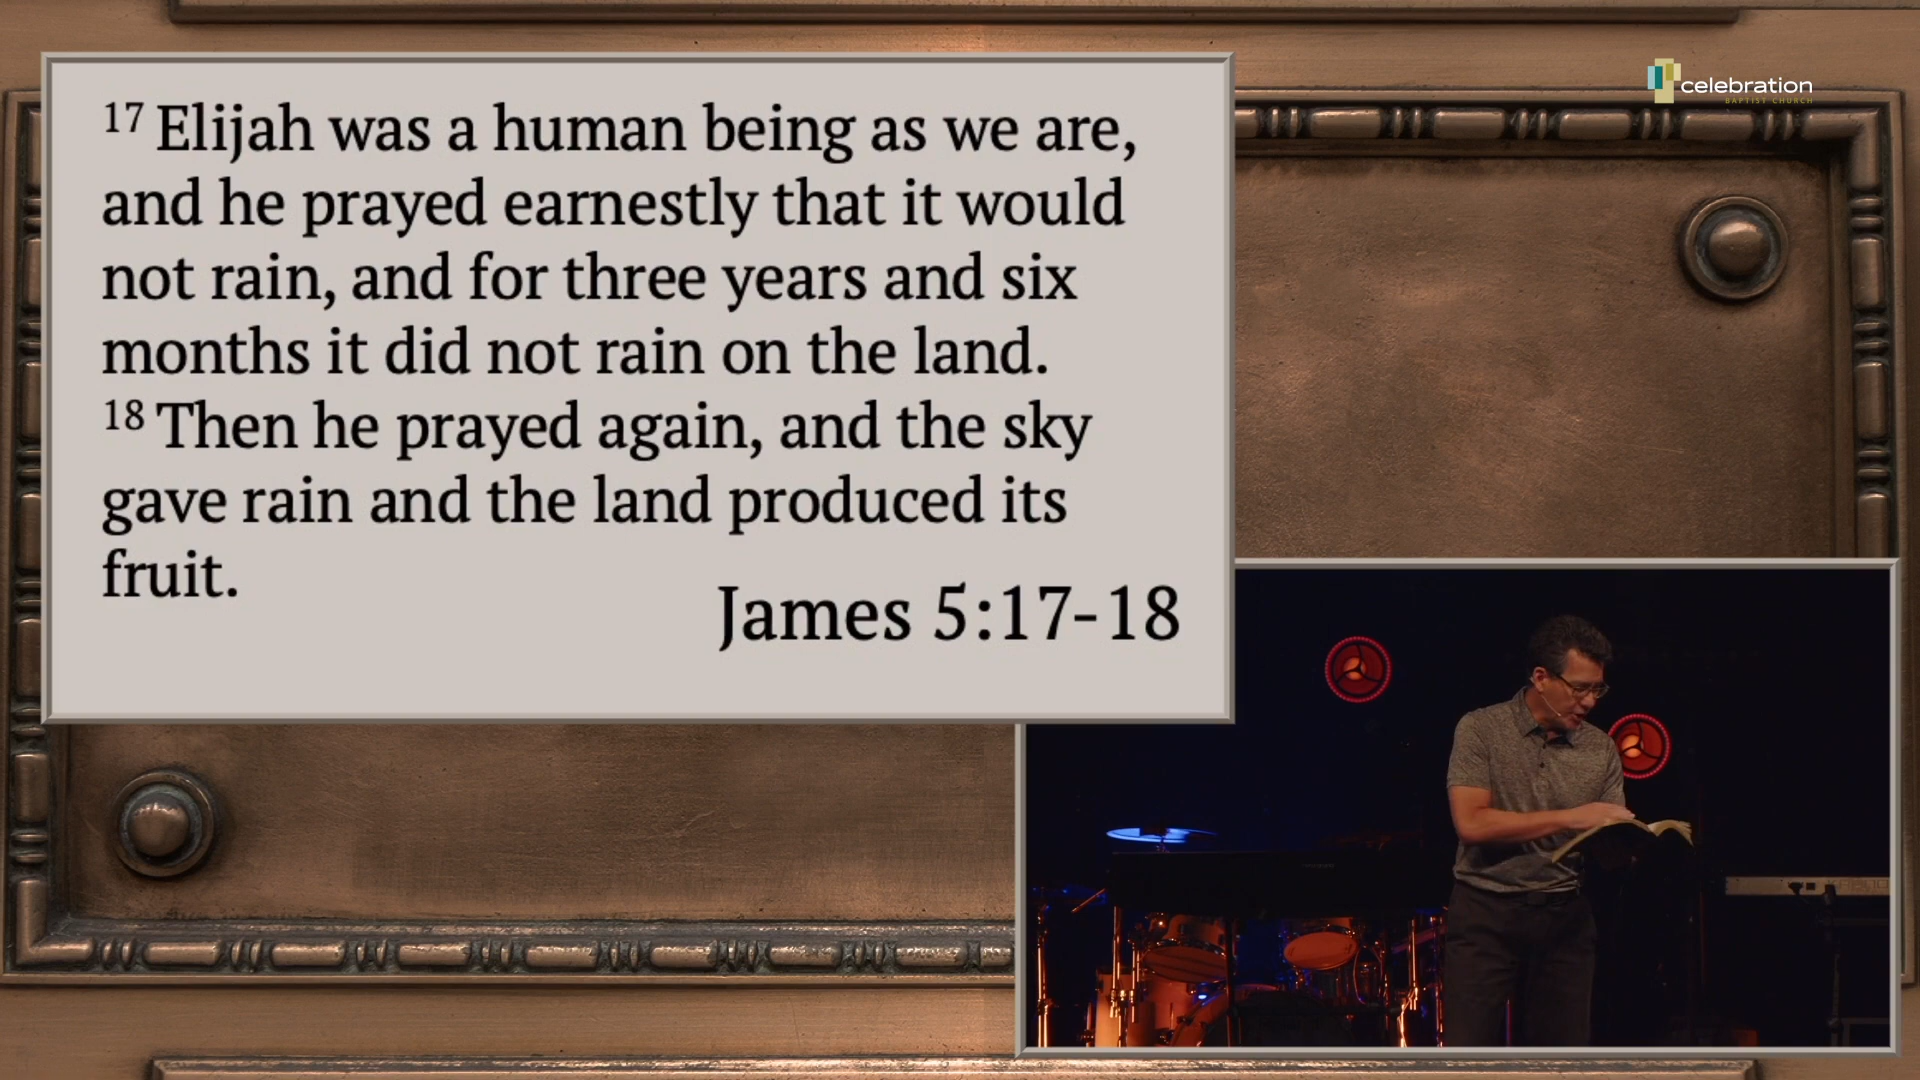 17 Elijah was a human being as we are,
and he prayed earnestly that it would
not rain, and for three years and six
months it did not rain on the land.
18 Then he prayed again, and the sky
gave rain and the land produced its
fruit.
James 5:17-18
celebration
BAPTIST CHURCH